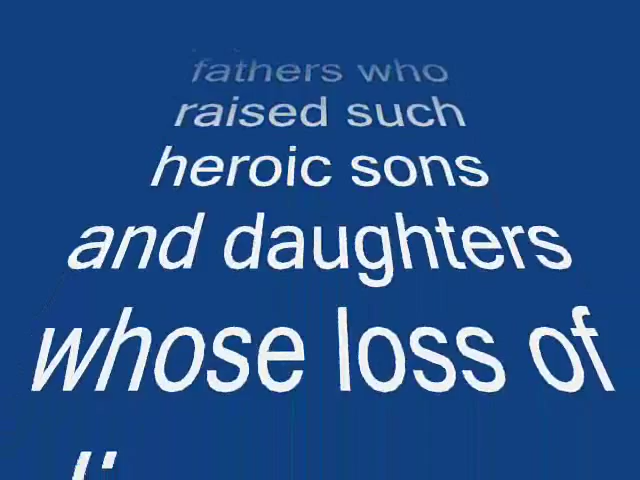 fathers who
raised such
heroic sons
and daughters
whose loss of